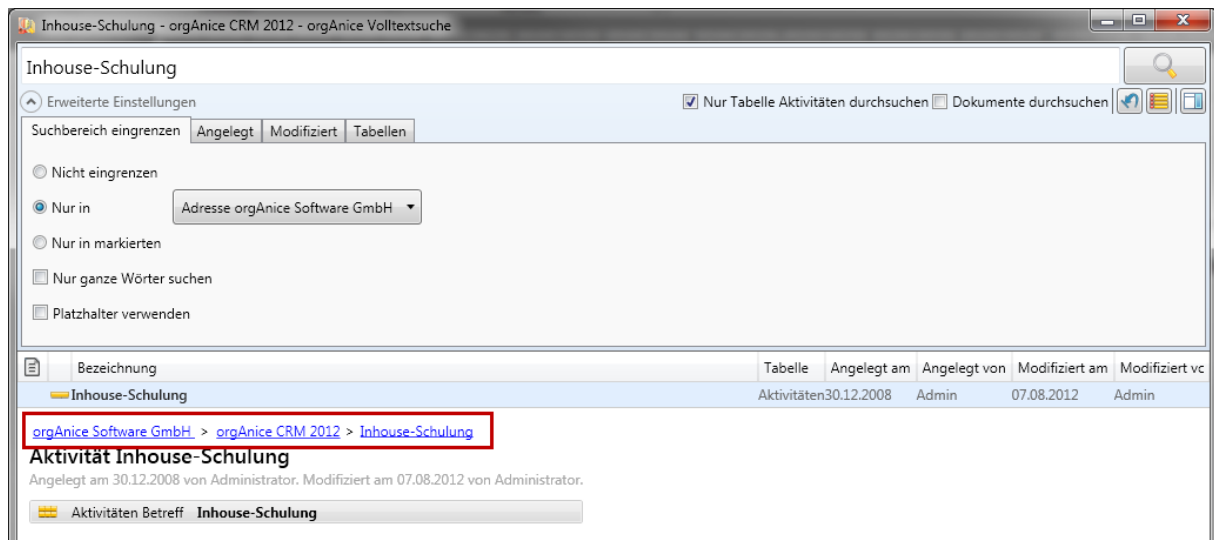 Inhouse-Schulung - orgAnice CRM 2012 - orgAnice Volltextsuche
Inhouse-Schulung
Erweiterte Einstellungen Nur Tabelle Aktivitäten durchsuchen Dokumente durchsuchen
Suchbereich eingrenzen Angelegt Modifiziert Tabellen
Nicht eingrenzen
Nur in Adresse orgAnice Software GmbH
Nur in markierten
Nur ganze Wörter suchen
Platzhalter verwenden
Bezeichnung Tabelle Angelegt am Angelegt von Modifiziert am Modifiziert vc
Inhouse-Schulung Aktivitäten 30.12.2008 Admin 07.08.2012 Admin
orgAnice Software GmbH > orgAnice CRM 2012 > Inhouse-Schulung
Aktivität Inhouse-Schulung
Angelegt am 30.12.2008 von Administrator. Modifiziert am 07.08.2012 von Administrator.
Aktivitäten Betreff Inhouse-Schulung